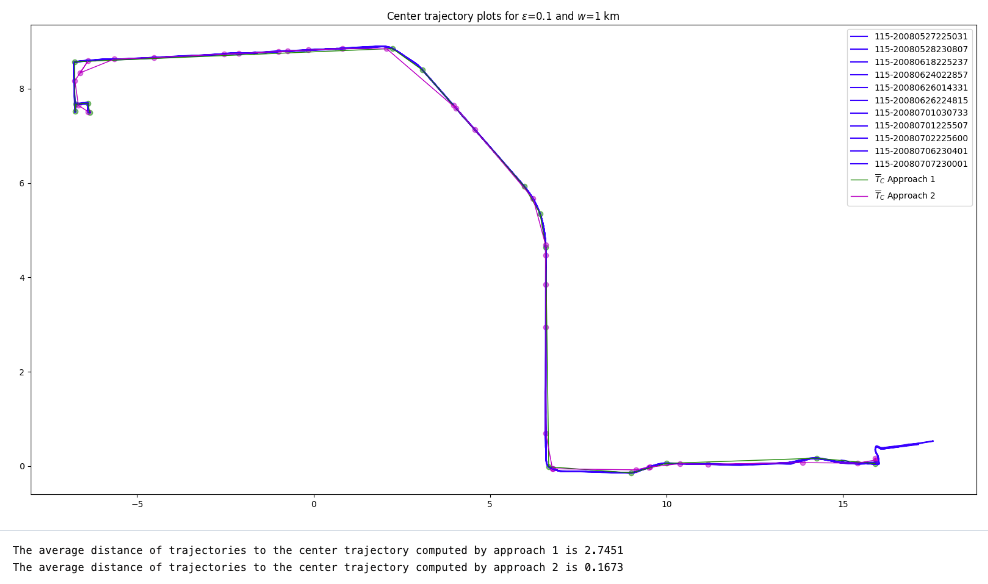 Center trajectory plots for ε=0.1 and w=1 km
115-20080527225031
115-20080528230807
115-20080618225237
115-20080624022857
115-20080626014331
115-20080626224815
115-20080701030733
115-20080701225507
115-20080702225600
115-20080706230401
115-20080707230001
T̅̅_C Approach 1
T̅̅_C Approach 2
8
6
4
2
0
−5 0 5 10 15
The average distance of trajectories to the center trajectory computed by approach 1 is 2.7451
The average distance of trajectories to the center trajectory computed by approach 2 is 0.1673